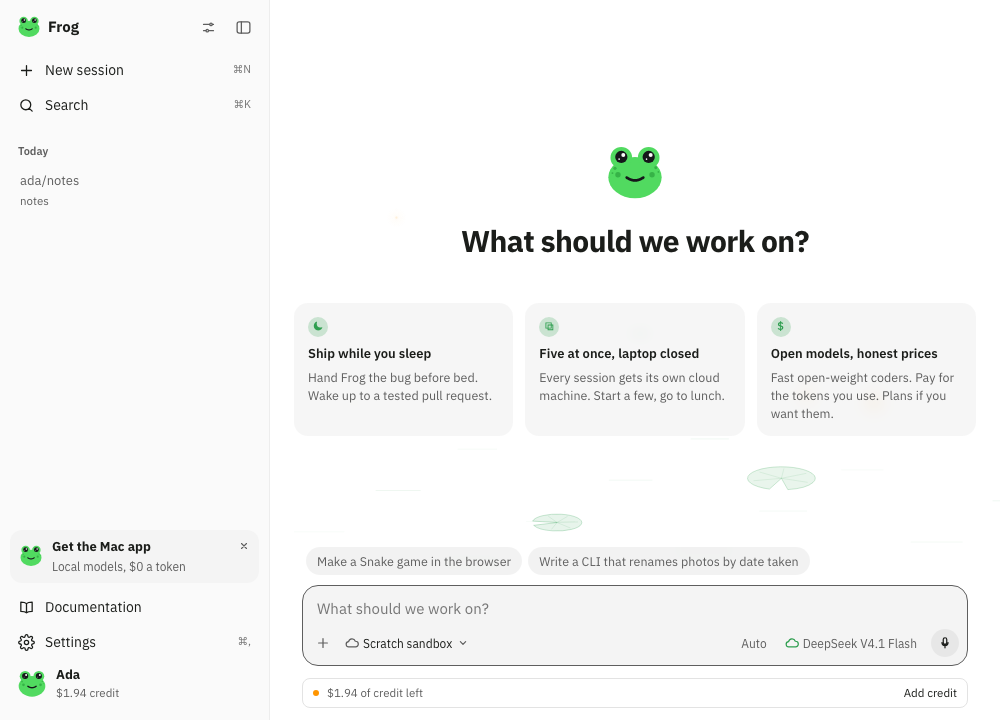 Frog
New session ⌘N
Search ⌘K
Today
ada/notes
notes
Get the Mac app
Local models, $0 a token
Documentation
Settings ⌘,
Ada
$1.94 credit
What should we work on?
Ship while you sleep
Hand Frog the bug before bed.
Wake up to a tested pull request.
Five at once, laptop closed
Every session gets its own cloud
machine. Start a few, go to lunch.
$
Open models, honest prices
Fast open-weight coders. Pay for
the tokens you use. Plans if you
want them.
Make a Snake game in the browser
Write a CLI that renames photos by date taken
What should we work on?
Scratch sandbox
Auto
DeepSeek V4.1 Flash
$1.94 of credit left
Add credit